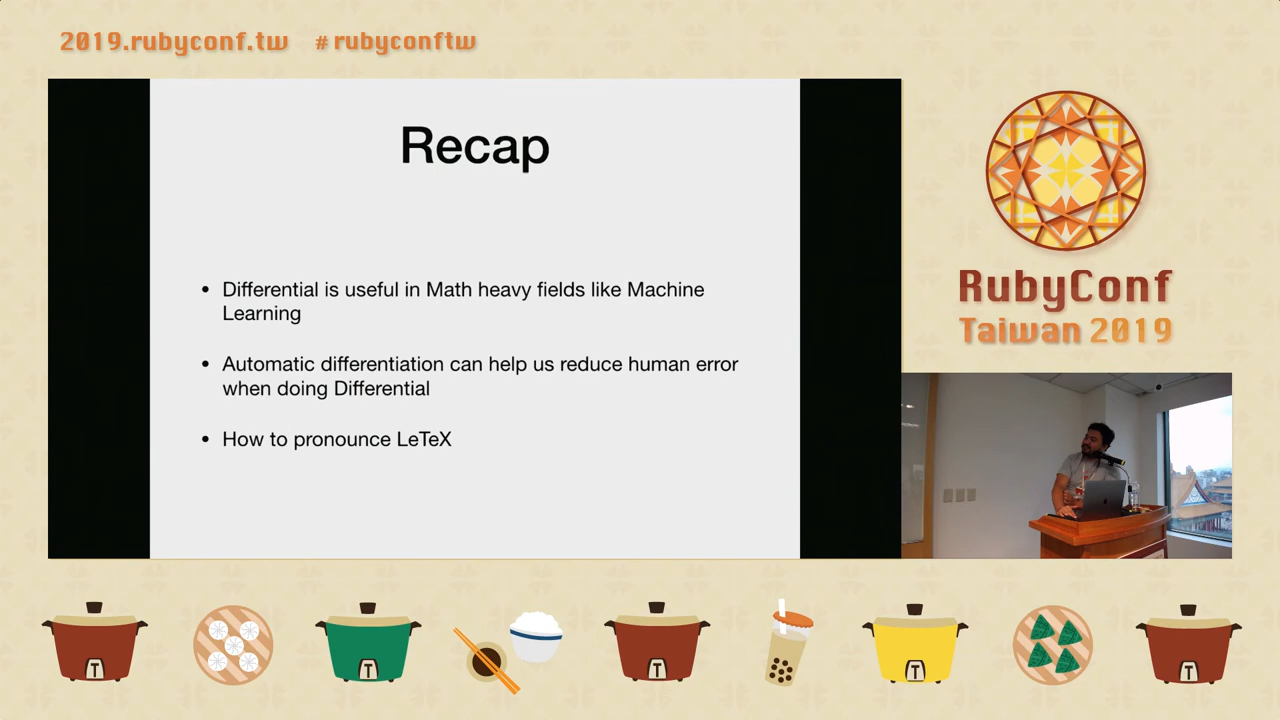 2019.rubyconf.tw # rubyconftw
Recap
• Differential is useful in Math heavy fields like Machine
Learning
• Automatic differentiation can help us reduce human error
when doing Differential
• How to pronounce LeTeX
RubyConf
Taiwan 2019
T
T
T
T
T